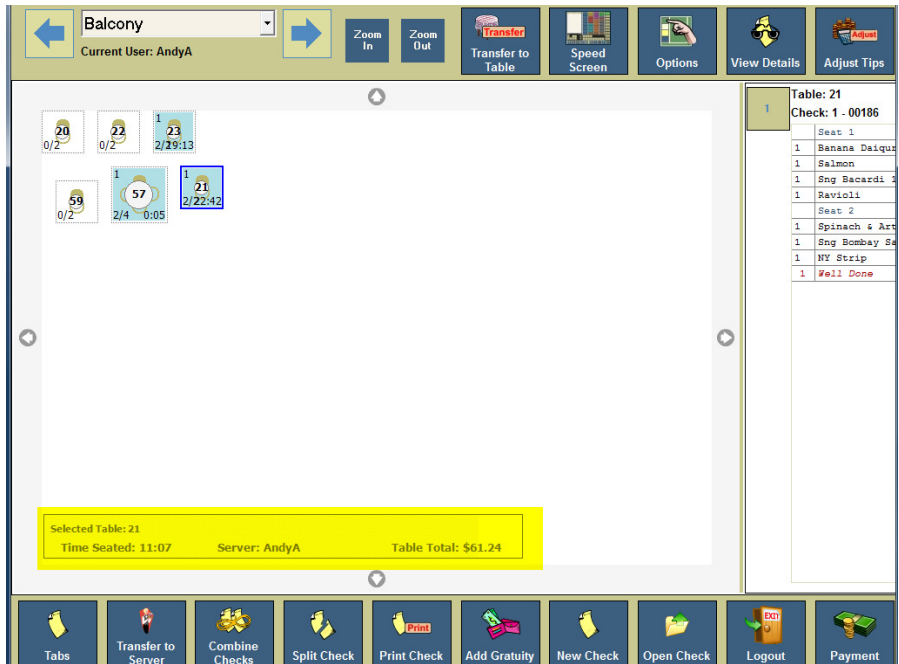 Balcony
Current User: AndyA
Zoom In
Zoom Out
Transfer
Transfer to Table
Speed Screen
Options
View Details
Adjust
Adjust Tips
20
0/2
22
0/2
1
23
2/2
19:13
59
0/2
1
57
2/4 0:05
1
21
2/2
22:42
1
Table: 21
Check: 1 - 00186
Seat 1
1 Banana Daiqur
1 Salmon
1 Sng Bacardi 1
1 Ravioli
Seat 2
1 Spinach & Art
1 Sng Bombay Sa
1 NY Strip
1 Well Done
Selected Table: 21
Time Seated: 11:07 Server: AndyA Table Total: $61.24
Tabs
Transfer to Server
Combine Checks
Split Check
Print
Print Check
Add Gratuity
New Check
Open Check
EXIT
Logout
Payment